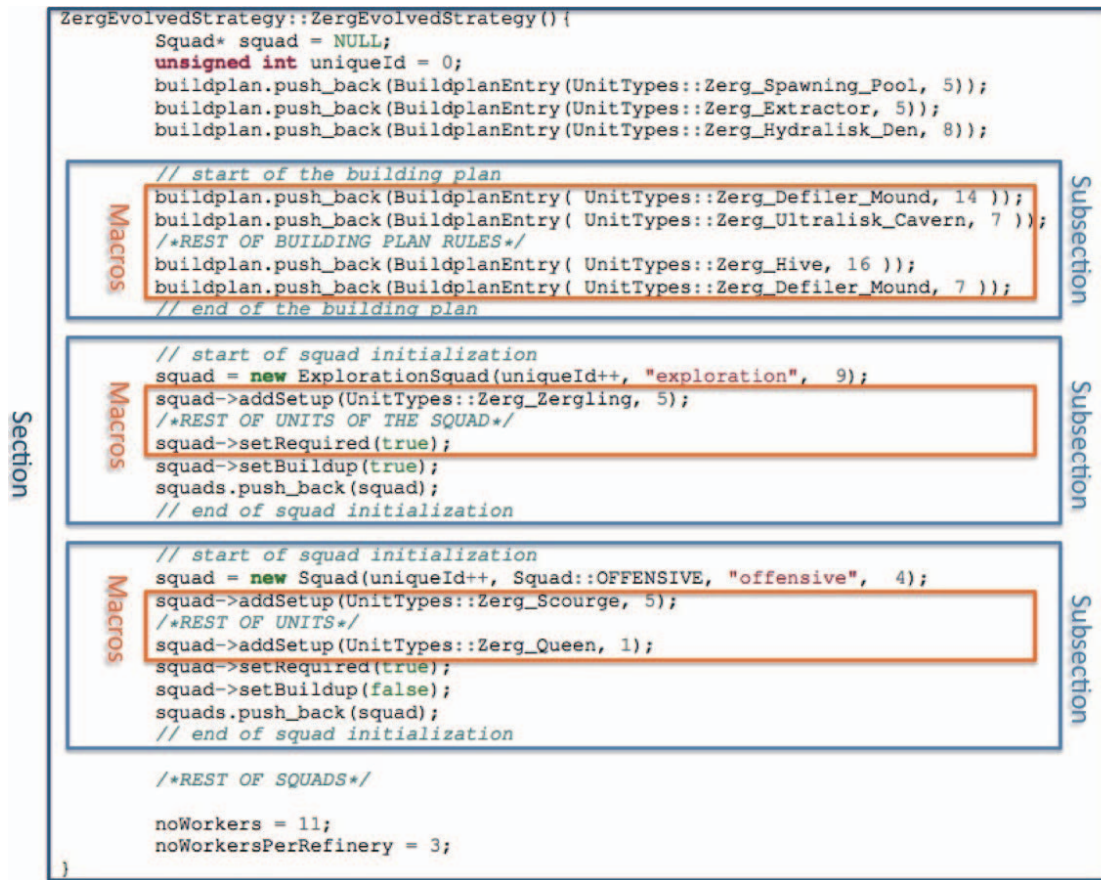 ZergEvolvedStrategy::ZergEvolvedStrategy(){
Squad* squad = NULL;
unsigned int uniqueId = 0;
buildplan.push_back(BuildplanEntry(UnitTypes::Zerg_Spawning_Pool, 5));
buildplan.push_back(BuildplanEntry(UnitTypes::Zerg_Extractor, 5));
buildplan.push_back(BuildplanEntry(UnitTypes::Zerg_Hydralisk_Den, 8));
// start of the building plan
buildplan.push_back(BuildplanEntry( UnitTypes::Zerg_Defiler_Mound, 14 ));
buildplan.push_back(BuildplanEntry( UnitTypes::Zerg_Ultralisk_Cavern, 7 ));
/*REST OF BUILDING PLAN RULES*/
buildplan.push_back(BuildplanEntry( UnitTypes::Zerg_Hive, 16 ));
buildplan.push_back(BuildplanEntry( UnitTypes::Zerg_Defiler_Mound, 7 ));
// end of the building plan
Macros
Subsection
// start of squad initialization
squad = new ExplorationSquad(uniqueId++, "exploration", 9);
squad->addSetup(UnitTypes::Zerg_Zergling, 5);
/*REST OF UNITS OF THE SQUAD*/
squad->setRequired(true);
squad->setBuildup(true);
squads.push_back(squad);
// end of squad initialization
Macros
Subsection
Section
// start of squad initialization
squad = new Squad(uniqueId++, Squad::OFFENSIVE, "offensive", 4);
squad->addSetup(UnitTypes::Zerg_Scourge, 5);
/*REST OF UNITS*/
squad->addSetup(UnitTypes::Zerg_Queen, 1);
squad->setRequired(true);
squad->setBuildup(false);
squads.push_back(squad);
// end of squad initialization
Macros
Subsection
/*REST OF SQUADS*/
noWorkers = 11;
noWorkersPerRefinery = 3;
}